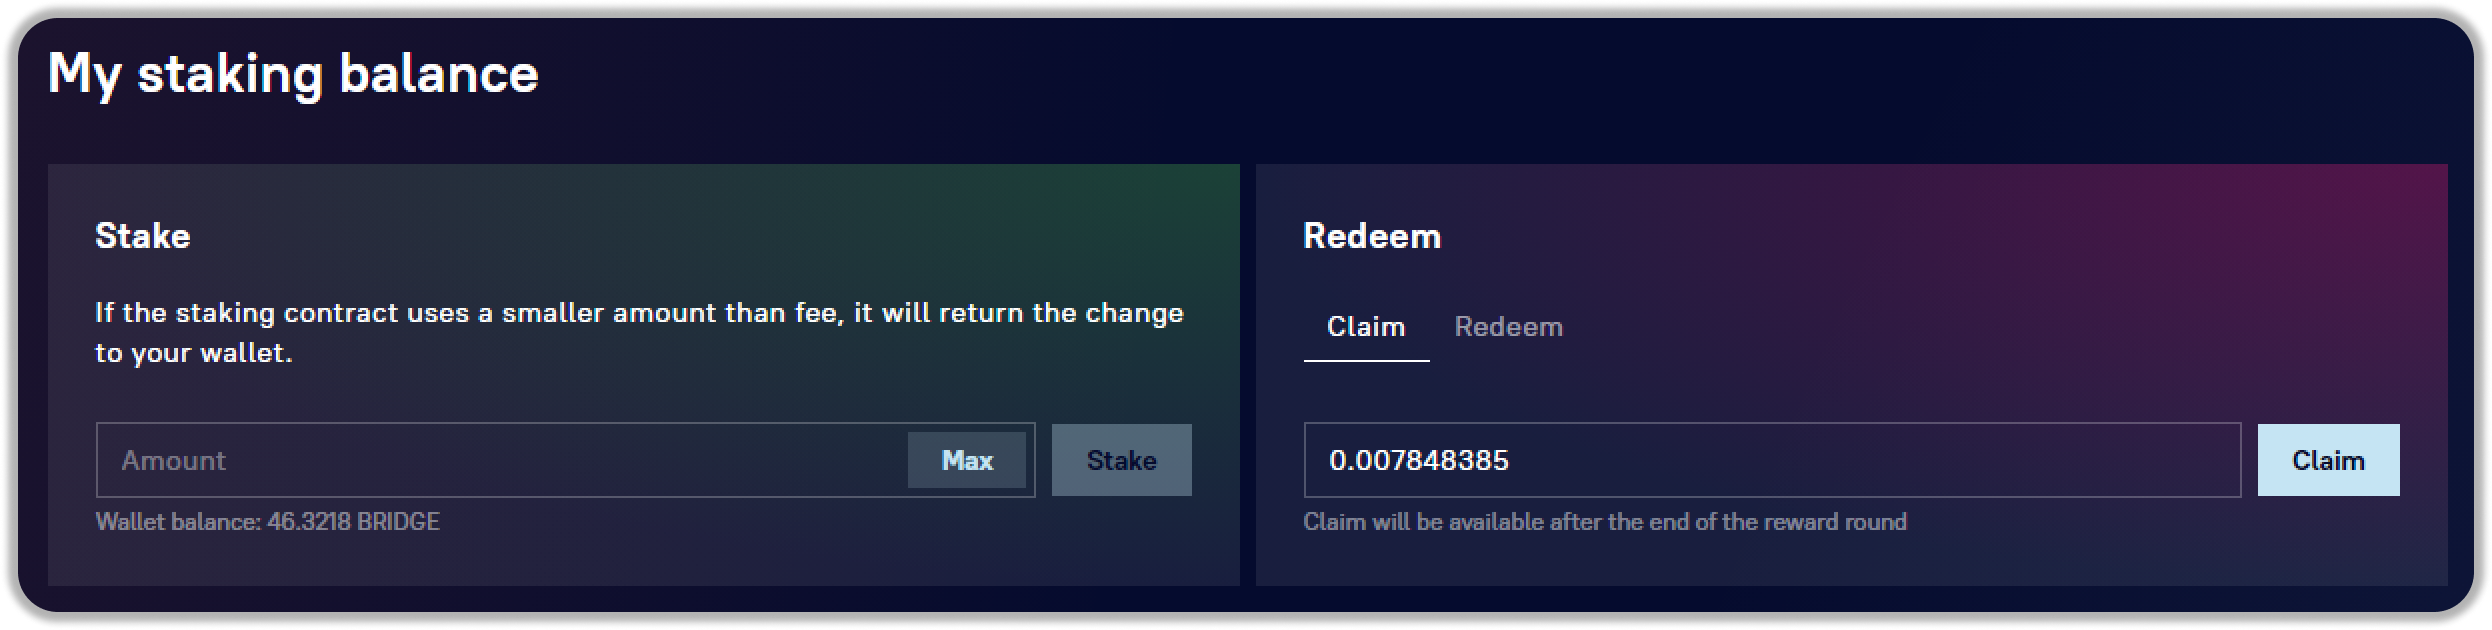 My staking balance
Stake
If the staking contract uses a smaller amount than fee, it will return the change
to your wallet.
Amount
Max
Stake
Wallet balance: 46.3218 BRIDGE
Redeem
Claim
Redeem
0.007848385
Claim
Claim will be available after the end of the reward round